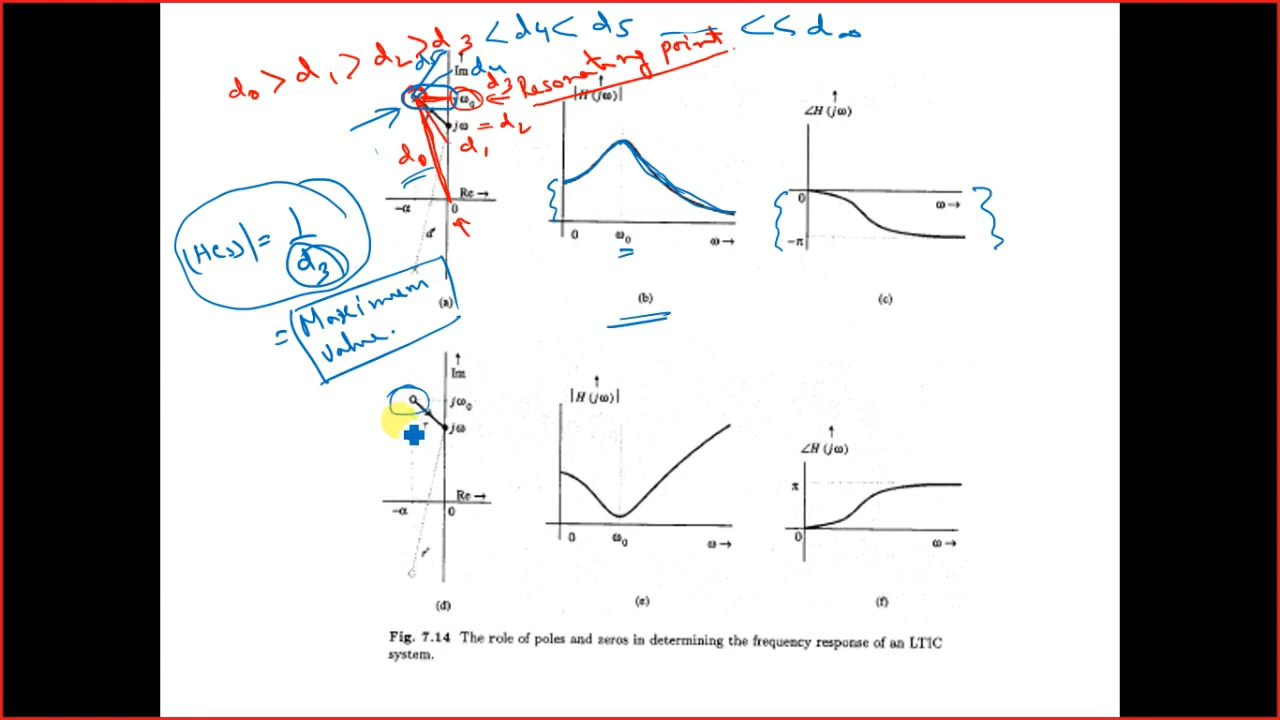 d₀ > d₁ > d₂ > d₃ < d₄ < d₅ —— << d∞
d₅
Im
d₄
jω₀
d₃
Resonating point
jω = d₂
d₁
d₀
Re →
-α
0
d'
(a)
|H(s)| = 1/d₃
= Maximum
value.
|H(jω)|
0
ω₀
ω→
(b)
∠H(jω)
0
ω→
-π
(c)
Im
jω₀
r
jω
Re →
-α
0
r'
(d)
|H(jω)|
0
ω₀
ω→
(e)
∠H(jω)
π
0
ω→
(f)
Fig. 7.14 The role of poles and zeros in determining the frequency response of an LTIC
system.